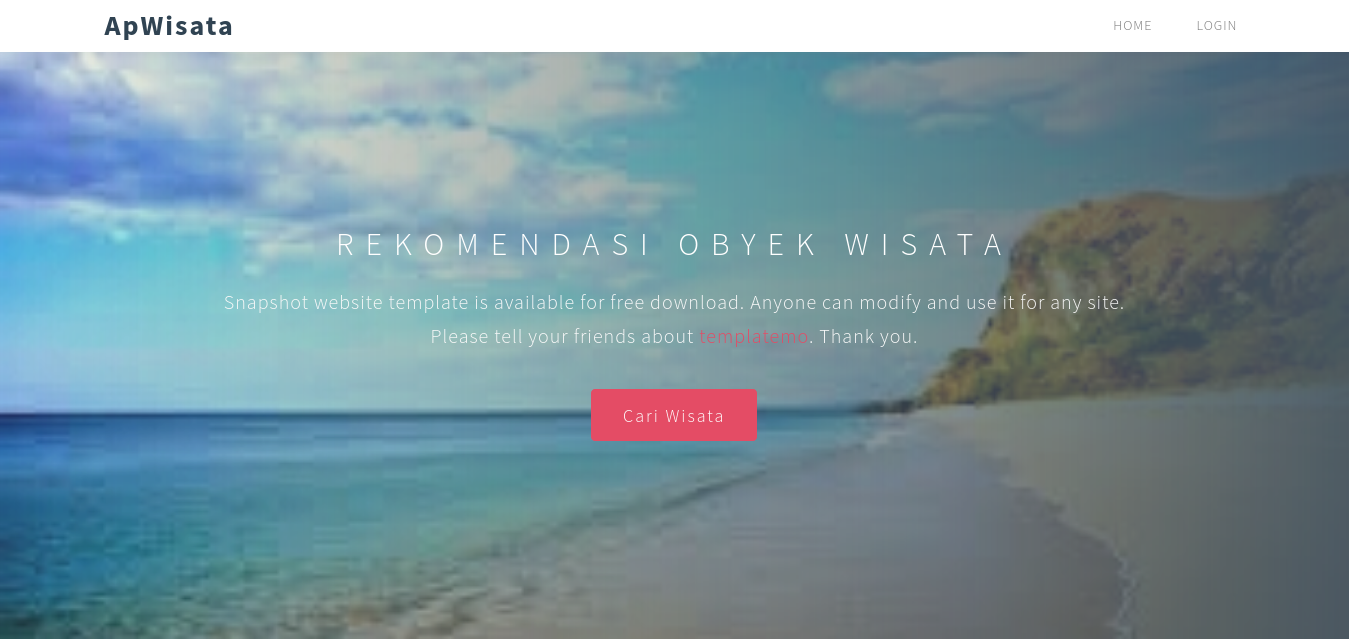 ApWisata
HOME LOGIN
REKOMENDASI OBYEK WISATA
Snapshot website template is available for free download. Anyone can modify and use it for any site.
Please tell your friends about templatemo. Thank you.
Cari Wisata